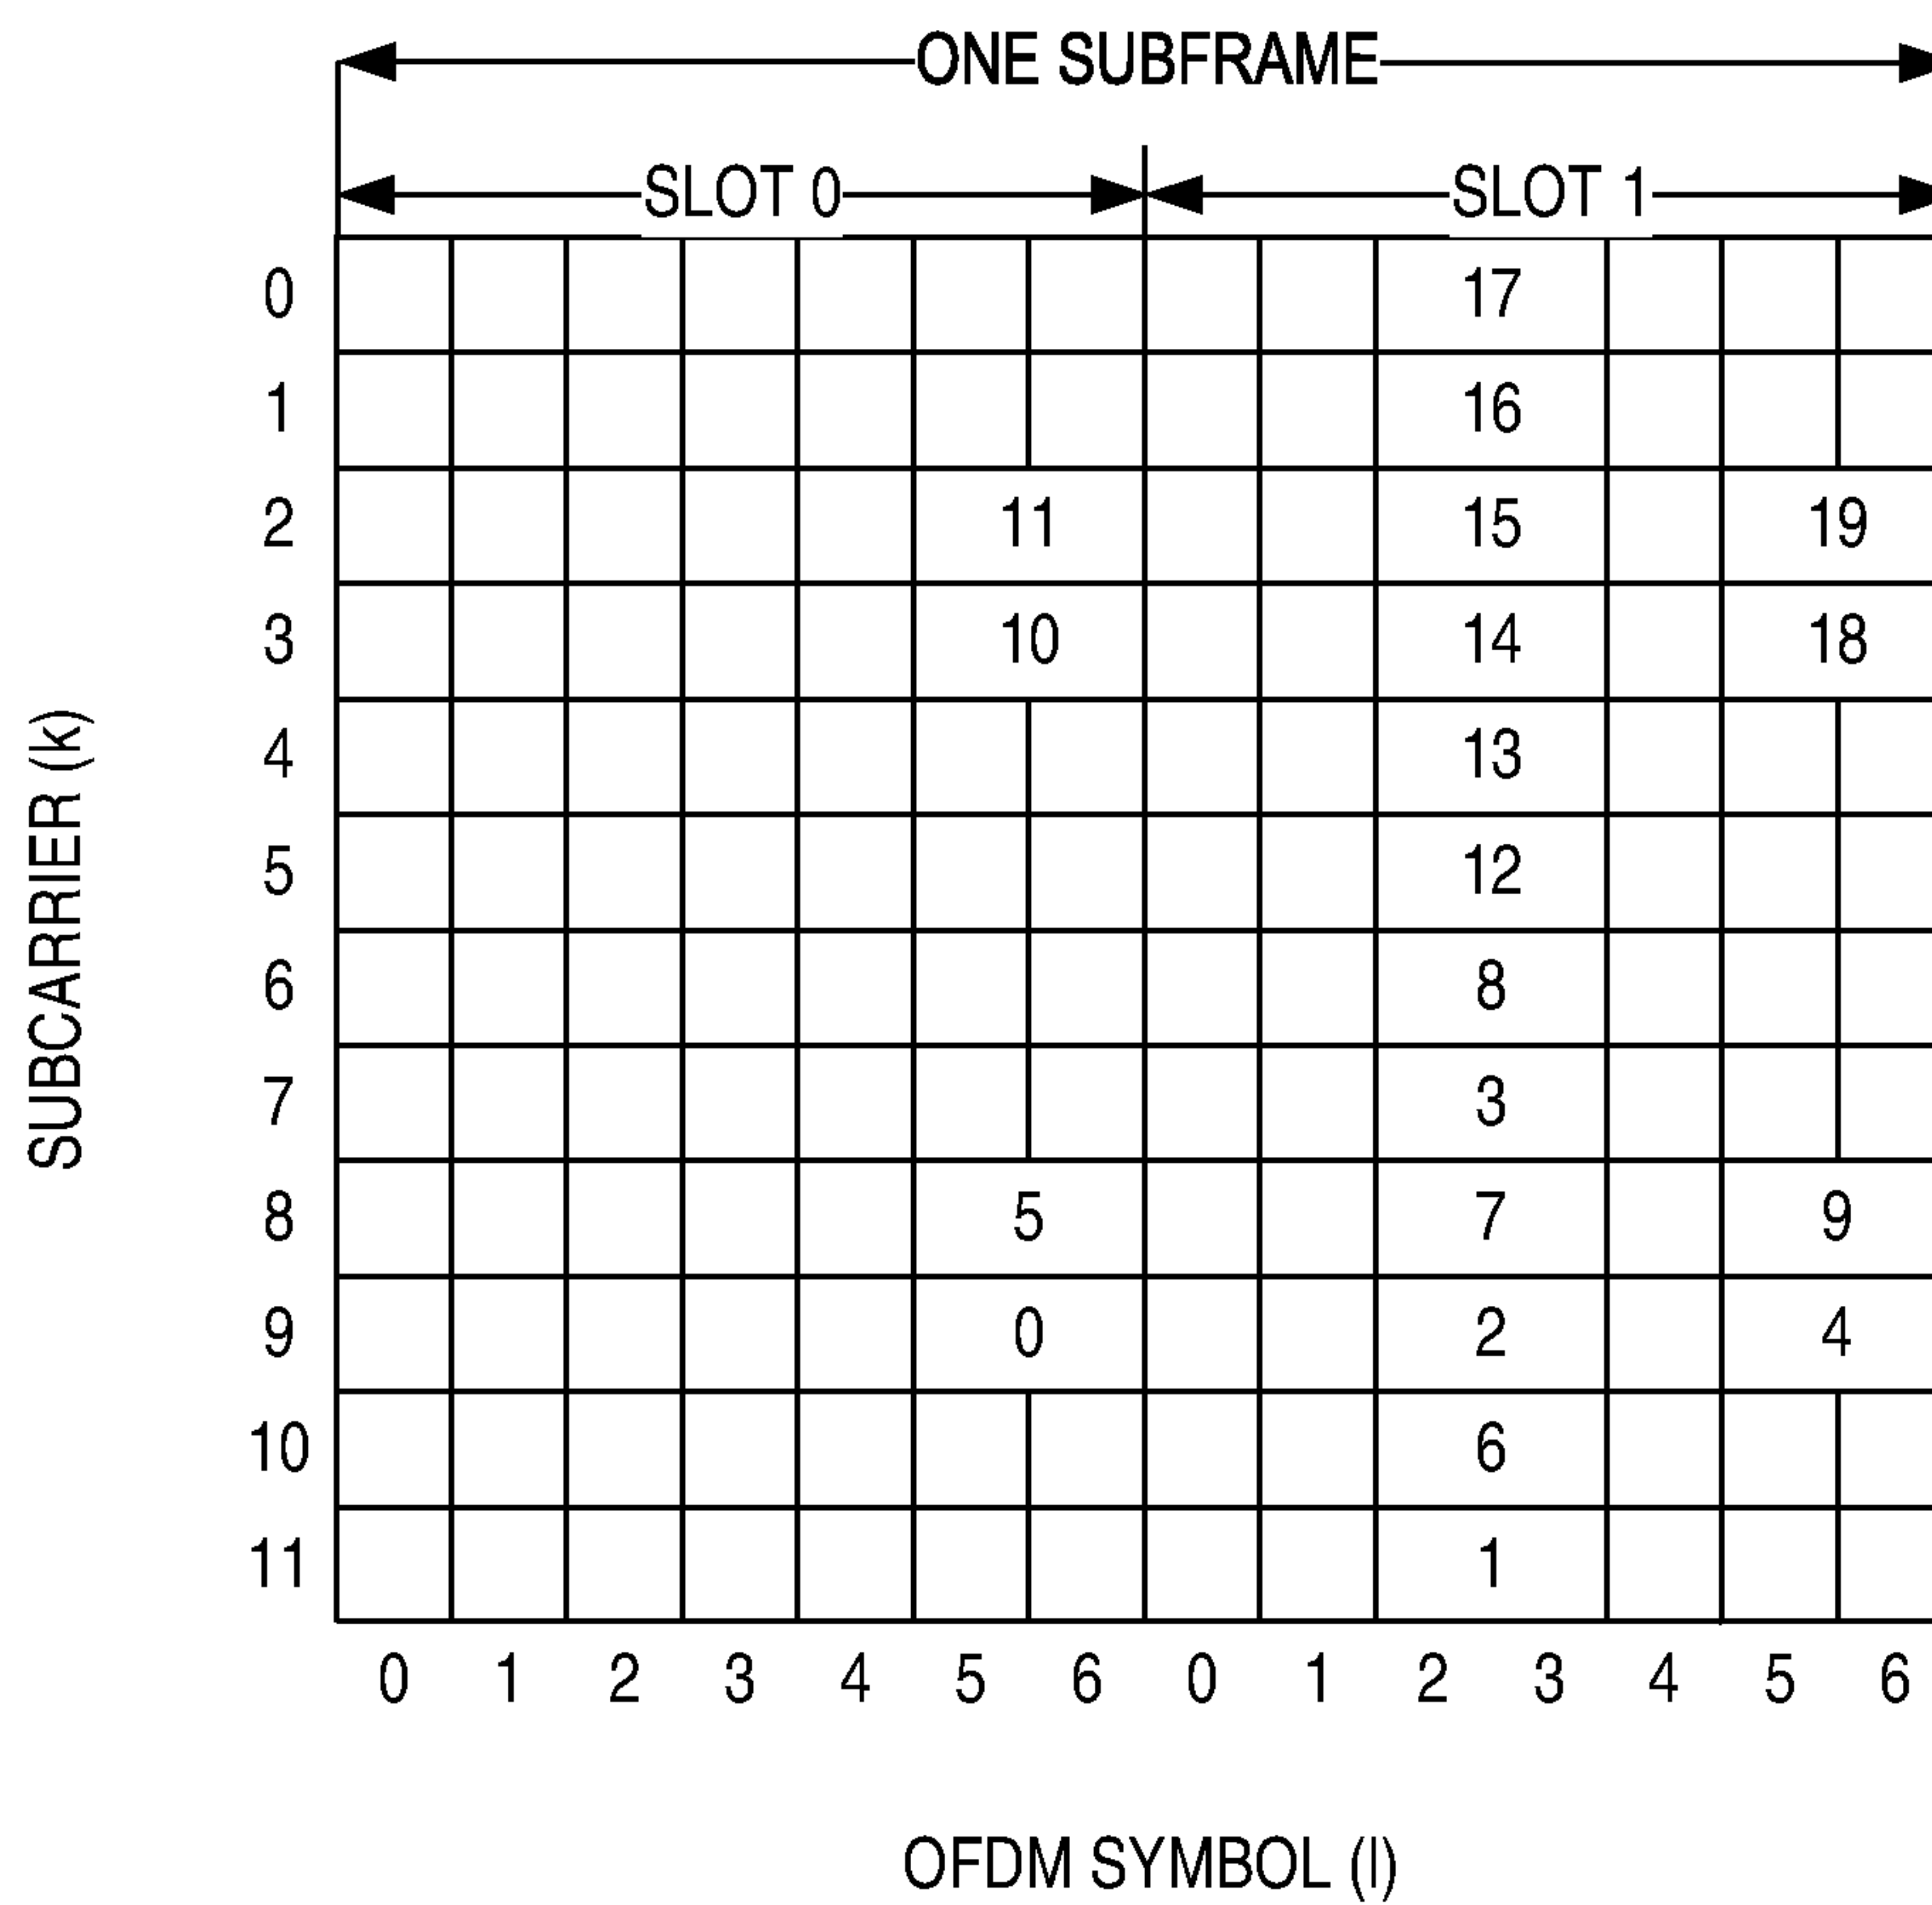 ONE SUBFRAME
SLOT 0 SLOT 1
0 17
1 16
2 11 15 19
3 10 14 18
4 13
5 12
6 8
7 3
8 5 7 9
9 0 2 4
10 6
11 1
SUBCARRIER (k)
0 1 2 3 4 5 6 0 1 2 3 4 5 6
OFDM SYMBOL (l)